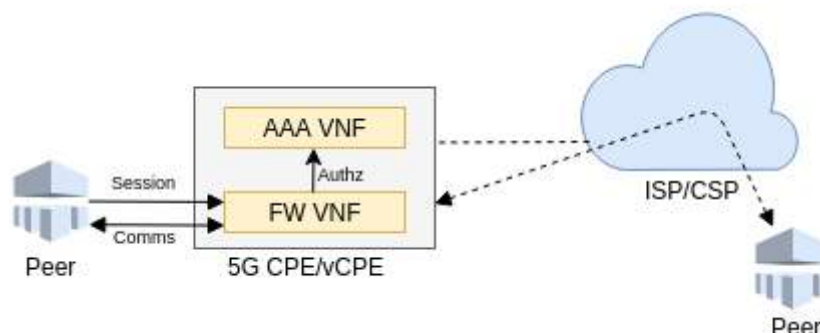 AAA VNF
Authz
Session
FW VNF
Comms
Peer
5G CPE/vCPE
ISP/CSP
Peer